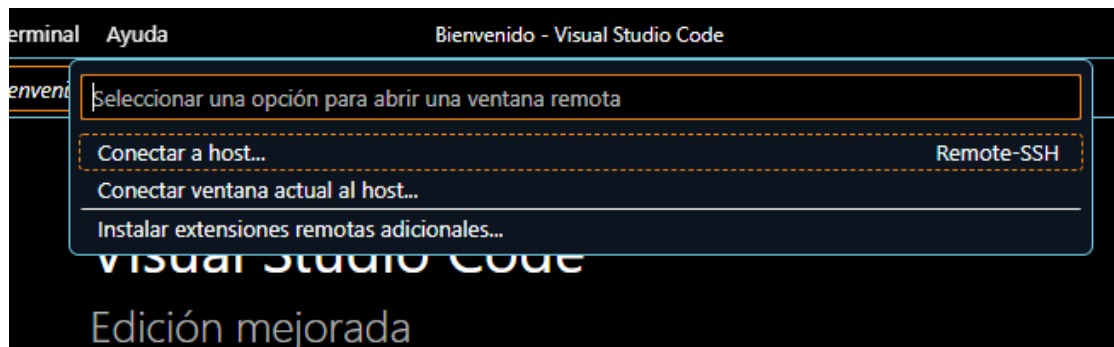 erminal Ayuda Bienvenido - Visual Studio Code
enveni
Seleccionar una opción para abrir una ventana remota
Conectar a host... Remote-SSH
Conectar ventana actual al host...
Instalar extensiones remotas adicionales...
Visual Studio Code
Edición mejorada